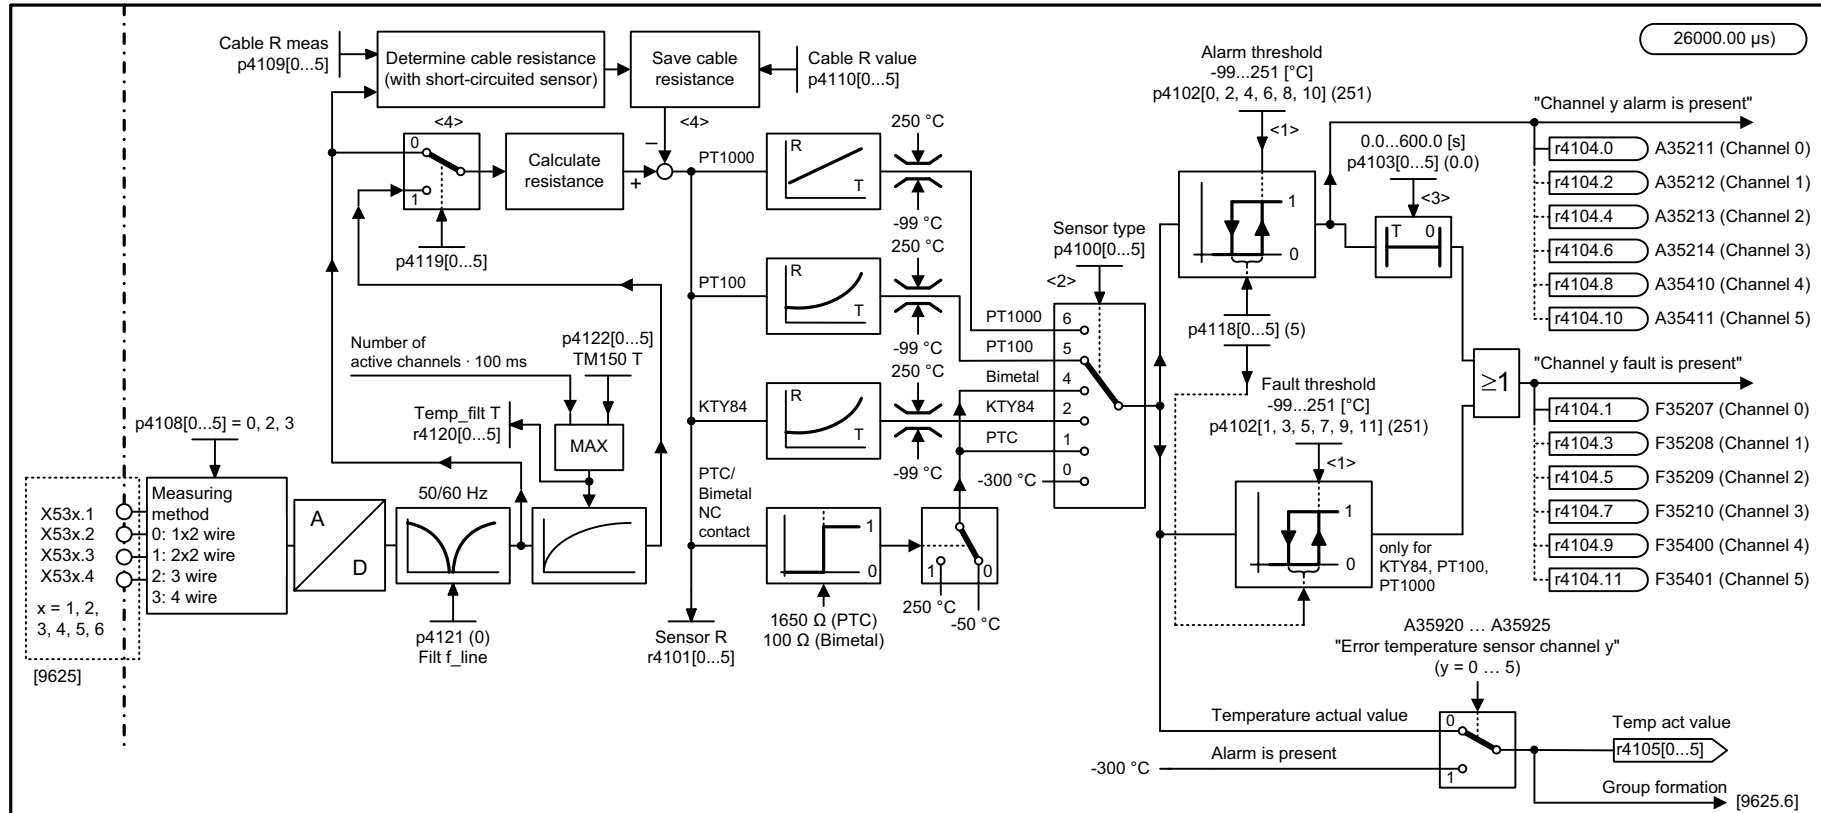 26000.00 µs)
Cable R meas
p4109[0...5]
Determine cable resistance
(with short-circuited sensor)
Save cable
resistance
Cable R value
p4110[0...5]
<4>
<4>
0
1
Calculate
resistance
–
+
p4119[0...5]
PT1000
R
T
250 °C
-99 °C
PT100
R
T
250 °C
-99 °C
KTY84
R
T
250 °C
-99 °C
PTC/
Bimetal
NC
contact
1
0
1650 Ω (PTC)
100 Ω (Bimetal)
1
0
250 °C
-50 °C
Sensor R
r4101[0...5]
Number of
active channels · 100 ms
p4122[0...5]
TM150 T
Temp_filt T
r4120[0...5]
MAX
p4108[0...5] = 0, 2, 3
X53x.1
X53x.2
X53x.3
X53x.4
x = 1, 2,
3, 4, 5, 6
[9625]
Measuring
method
0: 1x2 wire
1: 2x2 wire
2: 3 wire
3: 4 wire
A
D
50/60 Hz
p4121 (0)
Filt f_line
Sensor type
p4100[0...5]
<2>
PT1000
6
PT100
5
Bimetal
4
KTY84
2
PTC
1
-300 °C
0
Alarm threshold
-99...251 [°C]
p4102[0, 2, 4, 6, 8, 10] (251)
<1>
1
0
p4118[0...5] (5)
0.0...600.0 [s]
p4103[0...5] (0.0)
<3>
T
0
Fault threshold
-99...251 [°C]
p4102[1, 3, 5, 7, 9, 11] (251)
<1>
1
0
only for
KTY84, PT100,
PT1000
≥1
"Channel y alarm is present"
r4104.0 A35211 (Channel 0)
r4104.2 A35212 (Channel 1)
r4104.4 A35213 (Channel 2)
r4104.6 A35214 (Channel 3)
r4104.8 A35410 (Channel 4)
r4104.10 A35411 (Channel 5)
"Channel y fault is present"
r4104.1 F35207 (Channel 0)
r4104.3 F35208 (Channel 1)
r4104.5 F35209 (Channel 2)
r4104.7 F35210 (Channel 3)
r4104.9 F35400 (Channel 4)
r4104.11 F35401 (Channel 5)
A35920 … A35925
"Error temperature sensor channel y"
(y = 0 … 5)
Temperature actual value
0
-300 °C
Alarm is present
1
Temp act value
r4105[0...5]
Group formation
[9625.6]